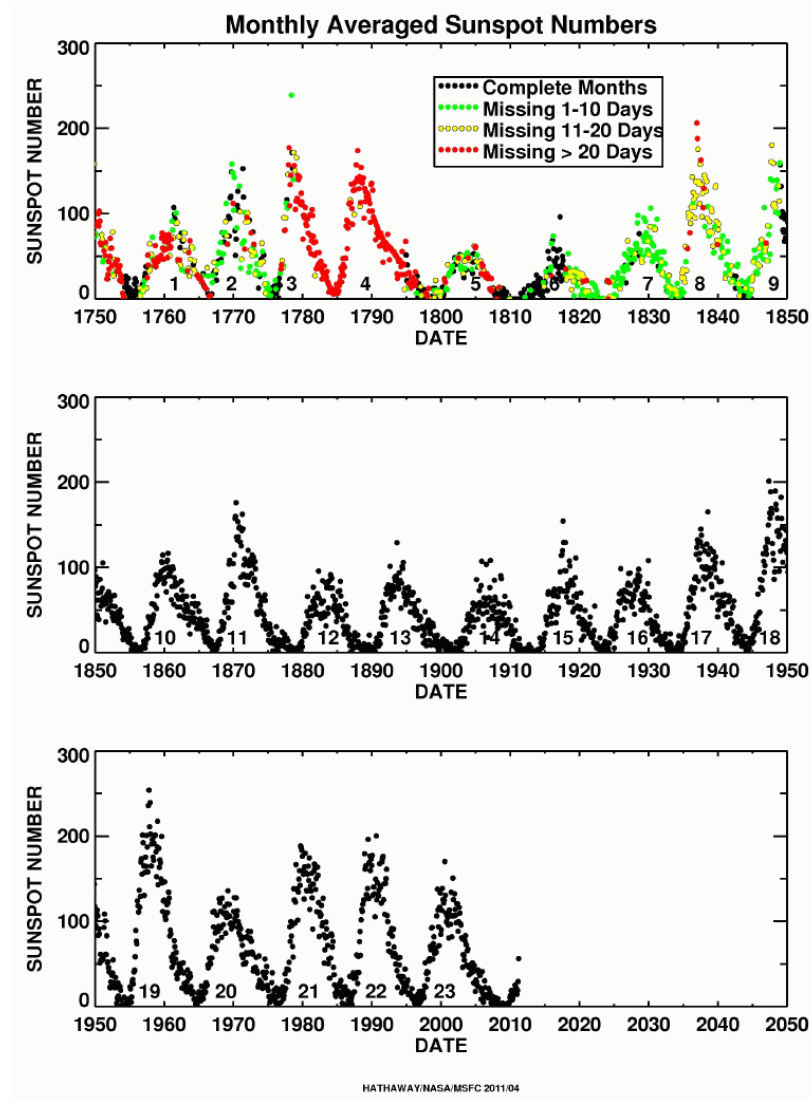 Monthly Averaged Sunspot Numbers
300
200
100
0
SUNSPOT NUMBER
Complete Months
Missing 1-10 Days
Missing 11-20 Days
Missing > 20 Days
1 2 3 4 5 6 7 8 9
1750 1760 1770 1780 1790 1800 1810 1820 1830 1840 1850
DATE
300
200
100
0
SUNSPOT NUMBER
10 11 12 13 14 15 16 17 18
1850 1860 1870 1880 1890 1900 1910 1920 1930 1940 1950
DATE
300
200
100
0
SUNSPOT NUMBER
19 20 21 22 23
1950 1960 1970 1980 1990 2000 2010 2020 2030 2040 2050
DATE
HATHAWAY/NASA/MSFC 2011/04